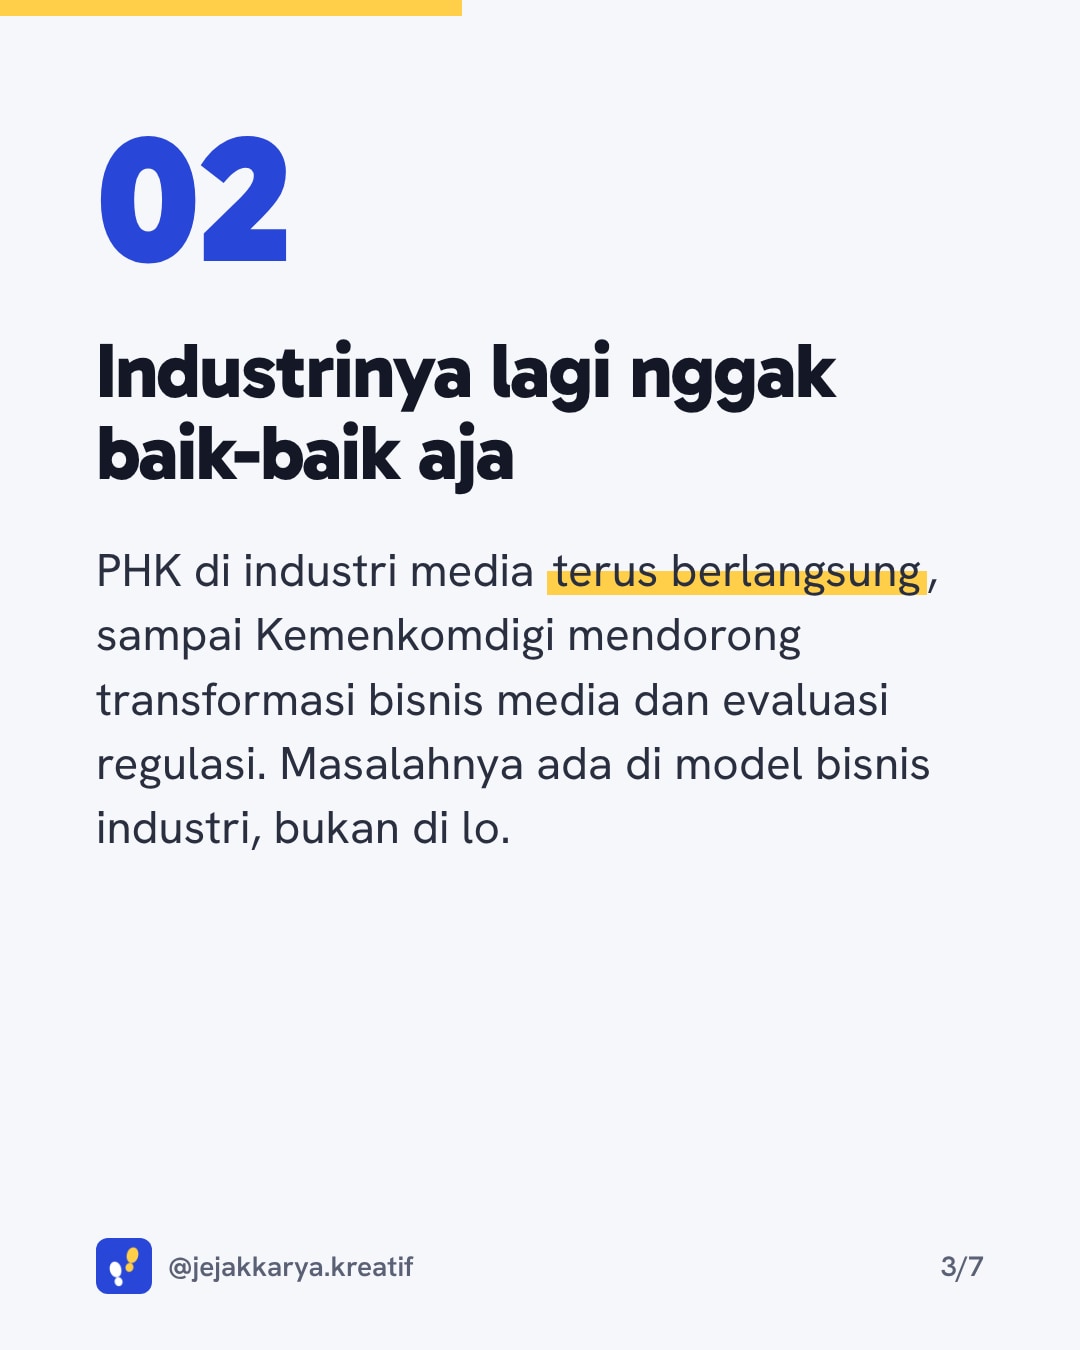 02
Industrinya lagi nggak
baik-baik aja
PHK di industri media terus berlangsung,
sampai Kemenkomdigi mendorong
transformasi bisnis media dan evaluasi
regulasi. Masalahnya ada di model bisnis
industri, bukan di lo.
@jejakkarya.kreatif
3/7